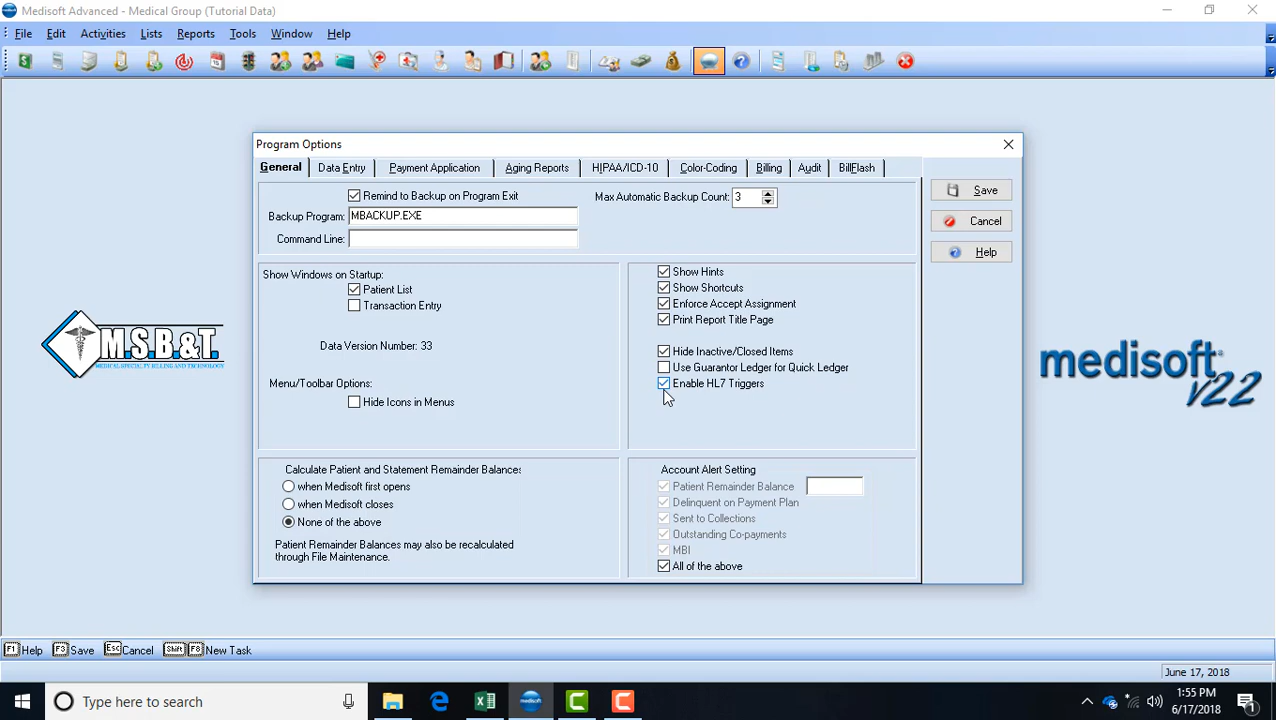 Medisoft Advanced - Medical Group (Tutorial Data)
File Edit Activities Lists Reports Tools Window Help
Program Options
General Data Entry Payment Application Aging Reports HIPAA/ICD-10 Color-Coding Billing Audit BillFlash
Remind to Backup on Program Exit
Max Automatic Backup Count: 3
Backup Program: MBACKUP.EXE
Command Line:
Save
Cancel
Help
Show Windows on Startup:
Patient List
Transaction Entry
Data Version Number: 33
Menu/Toolbar Options:
Hide Icons in Menus
Show Hints
Show Shortcuts
Enforce Accept Assignment
Print Report Title Page
Hide Inactive/Closed Items
Use Guarantor Ledger for Quick Ledger
Enable HL7 Triggers
Calculate Patient and Statement Remainder Balances:
when Medisoft first opens
when Medisoft closes
None of the above
Patient Remainder Balances may also be recalculated
through File Maintenance.
Account Alert Setting
Patient Remainder Balance
Delinquent on Payment Plan
Sent to Collections
Outstanding Co-payments
MBI
All of the above
M.S.B.&T.
MEDICAL SPECIALTY BILLING AND TECHNOLOGY
medisoft
v22
F1 Help F3 Save Esc Cancel Shift F8 New Task
June 17, 2018
Type here to search
medisoft
1:55 PM
6/17/2018
1